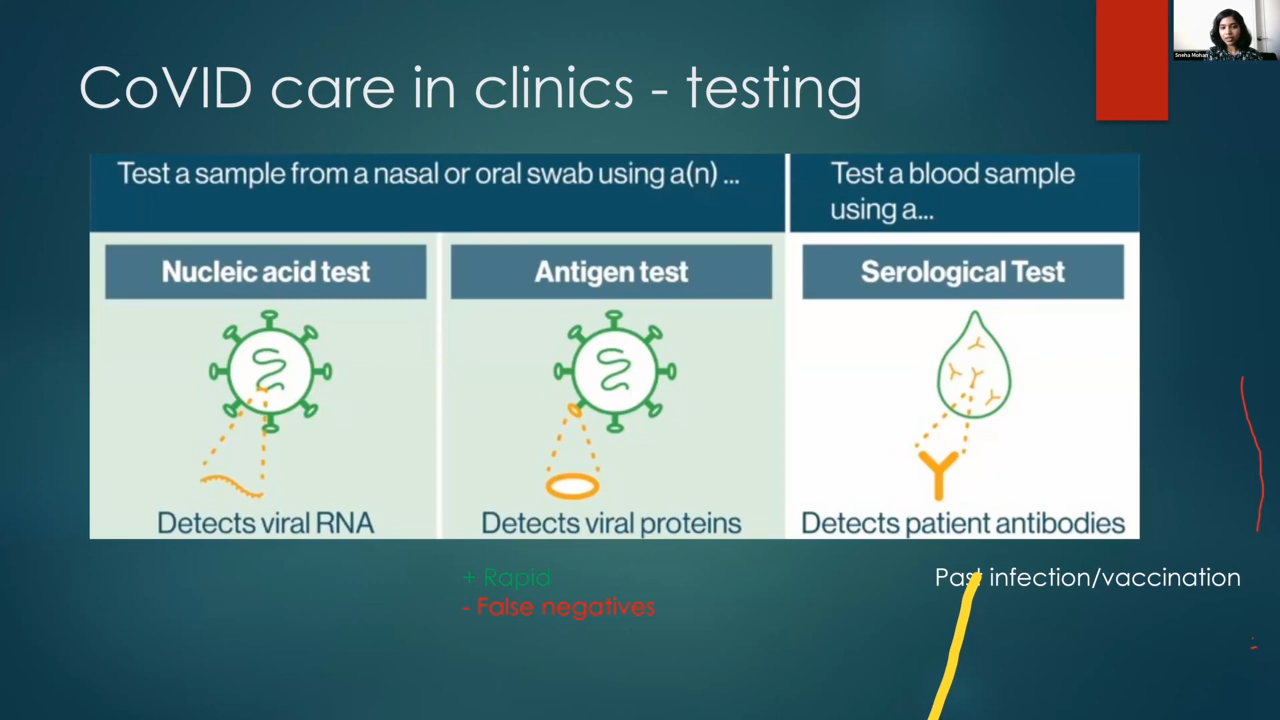 CoVID care in clinics - testing
Sneha Mohan
Test a sample from a nasal or oral swab using a(n) ...
Test a blood sample
using a...
Nucleic acid test
Antigen test
Serological Test
Detects viral RNA
Detects viral proteins
Detects patient antibodies
+ Rapid
- False negatives
Past infection/vaccination